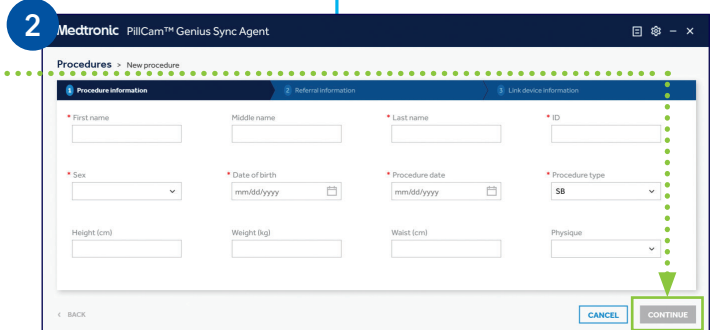 2
Medtronic PillCam™ Genius Sync Agent
Procedures > New procedure
1 Procedure information 2 Referral information 3 Link device information
* First name Middle name * Last name * ID
* Sex * Date of birth * Procedure date * Procedure type
mm/dd/yyyy mm/dd/yyyy SB
Height (cm) Weight (kg) Waist (cm) Physique
< BACK CANCEL CONTINUE